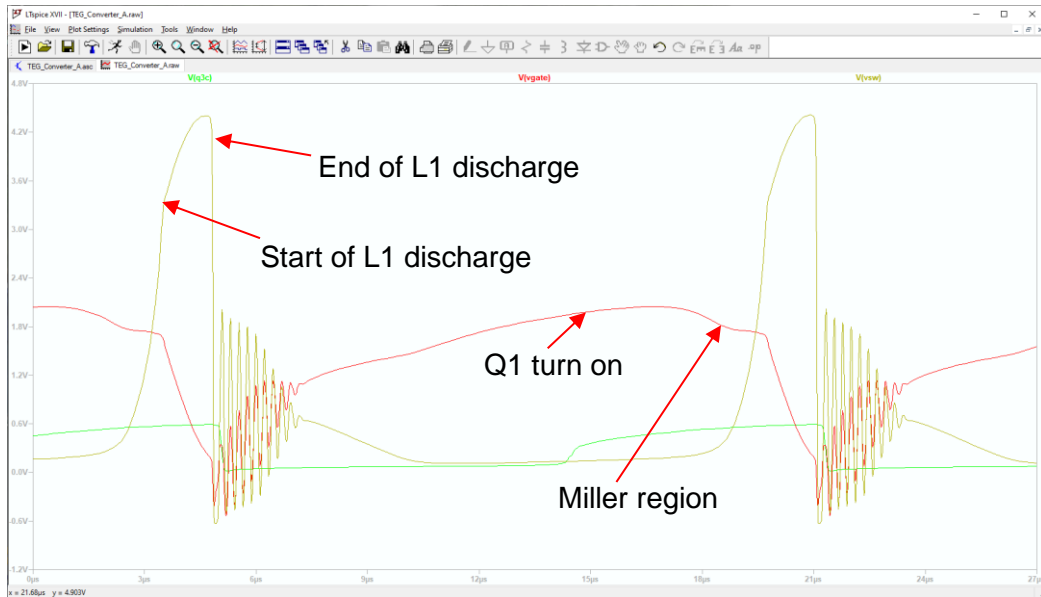 LTspice XVII - [TEG_Converter_A.raw]
File View Plot Settings Simulation Tools Window Help
TEG_Converter_A.asc TEG_Converter_A.raw
V(q3c) V(vgate) V(vsw)
4.8V
4.2V
3.6V
3.0V
2.4V
1.8V
1.2V
0.6V
0.0V
-0.6V
-1.2V
End of L1 discharge
Start of L1 discharge
Q1 turn on
Miller region
0µs 3µs 6µs 9µs 12µs 15µs 18µs 21µs 24µs 27µs
x = 21.68µs y = 4.903V